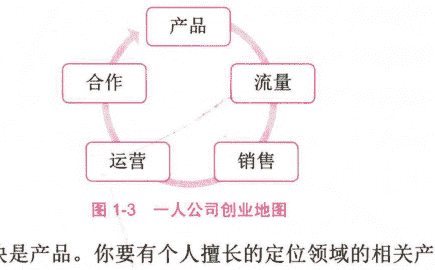 产品
合作
流量
运营
销售
图 1-3 一人公司创业地图
是产品。你要有个人擅长的定位领域的相关产